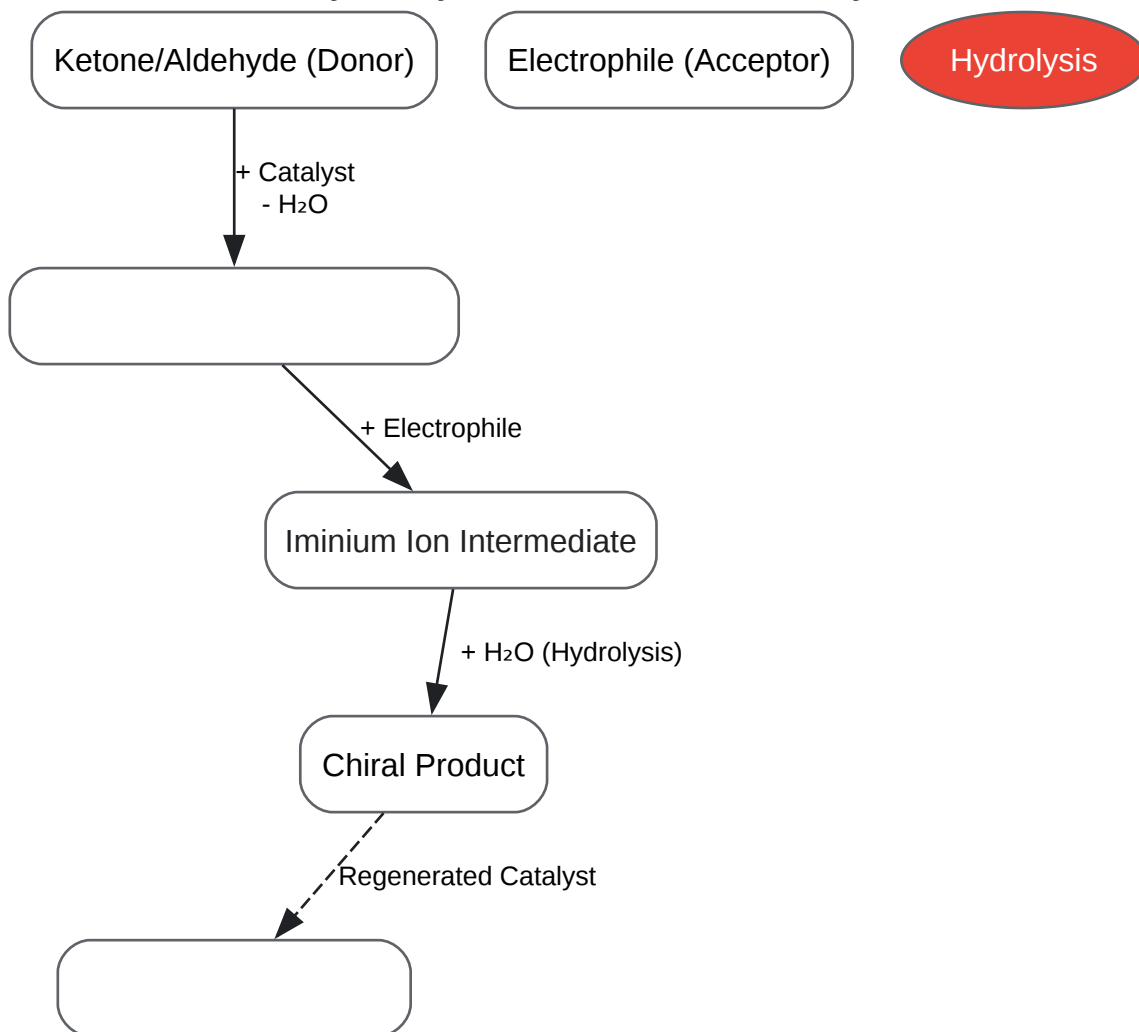 Ketone/Aldehyde (Donor)
Electrophile (Acceptor)
Hydrolysis
+ Catalyst
- H₂O
+ Electrophile
Iminium Ion Intermediate
+ H₂O (Hydrolysis)
Chiral Product
Regenerated Catalyst